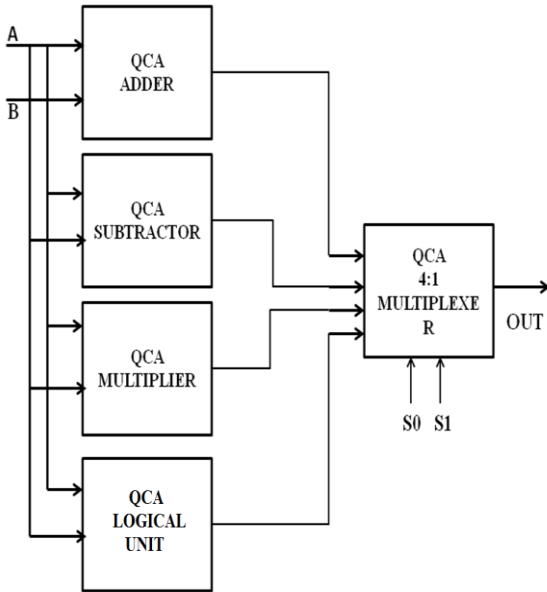 A
B
QCA
ADDER
QCA
SUBTRACTOR
QCA
MULTIPLIER
QCA
LOGICAL
UNIT
QCA
4:1
MULTIPLEXE
R
OUT
S0 S1